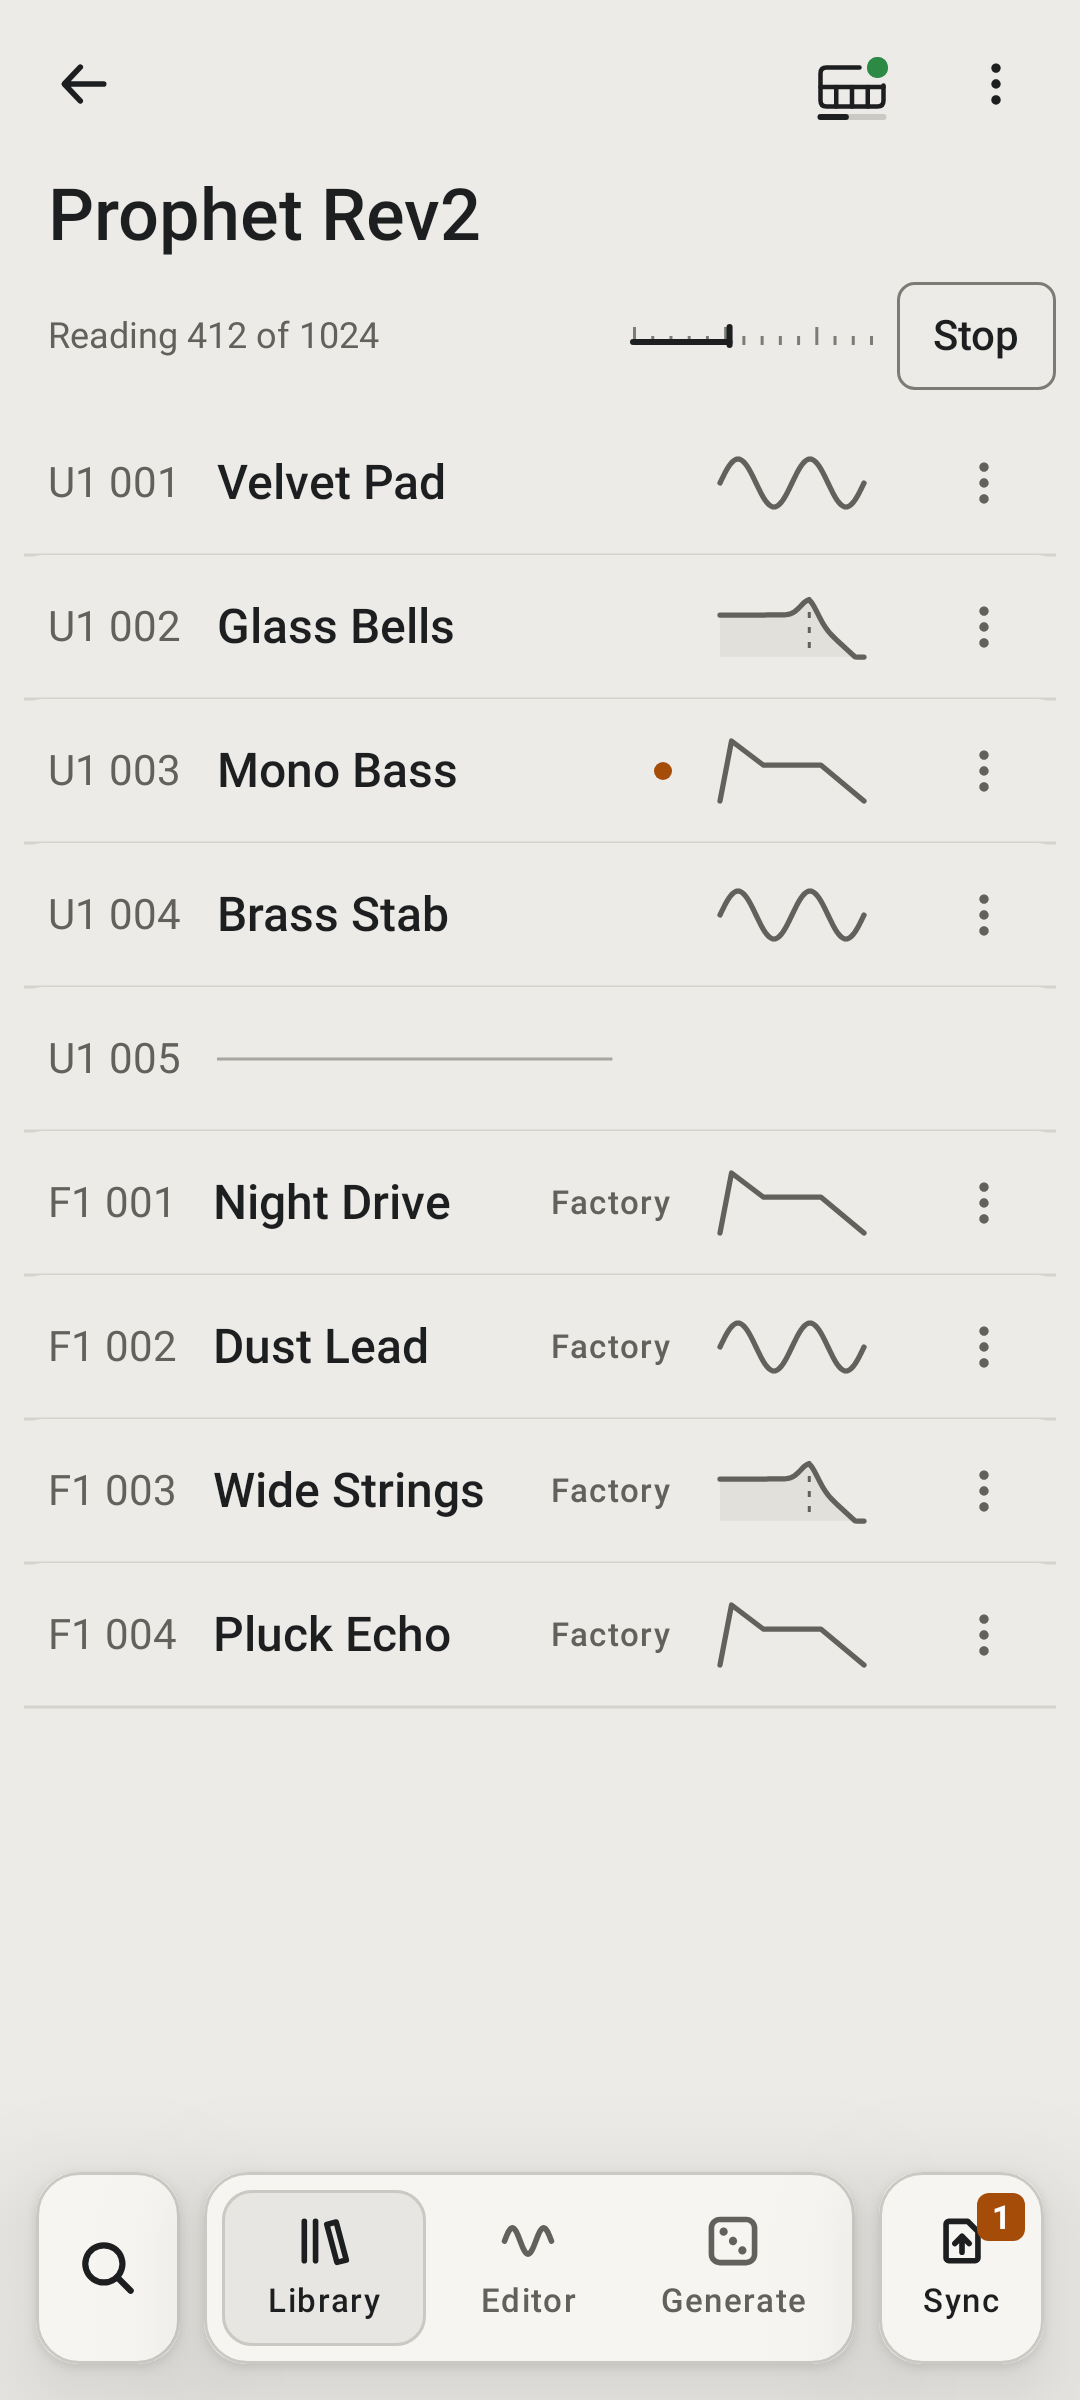 Prophet Rev2
Reading 412 of 1024
Stop
U1 001 Velvet Pad
U1 002 Glass Bells
U1 003 Mono Bass
U1 004 Brass Stab
U1 005
F1 001 Night Drive Factory
F1 002 Dust Lead Factory
F1 003 Wide Strings Factory
F1 004 Pluck Echo Factory
1
Library Editor Generate Sync